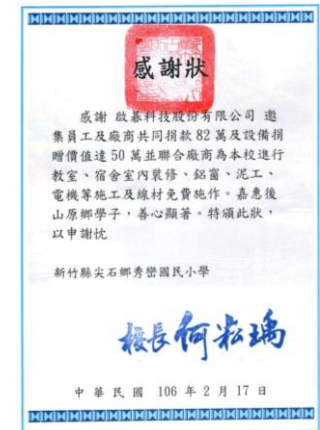 感謝狀
感謝 啟碁科技股份有限公司 邀
集員工及廠商共同捐款 82 萬及設備捐
贈價值達 50 萬並聯合廠商為本校進行
教室、宿舍室內裝修、鋁窗、泥工、
電機等施工及線材免費施作。嘉惠後
山原鄉學子,善心顯著。特頒此狀,
以申謝忱
新竹縣尖石鄉秀巒國民小學
校長何淞瑀
中華民國 106 年 2 月 17 日